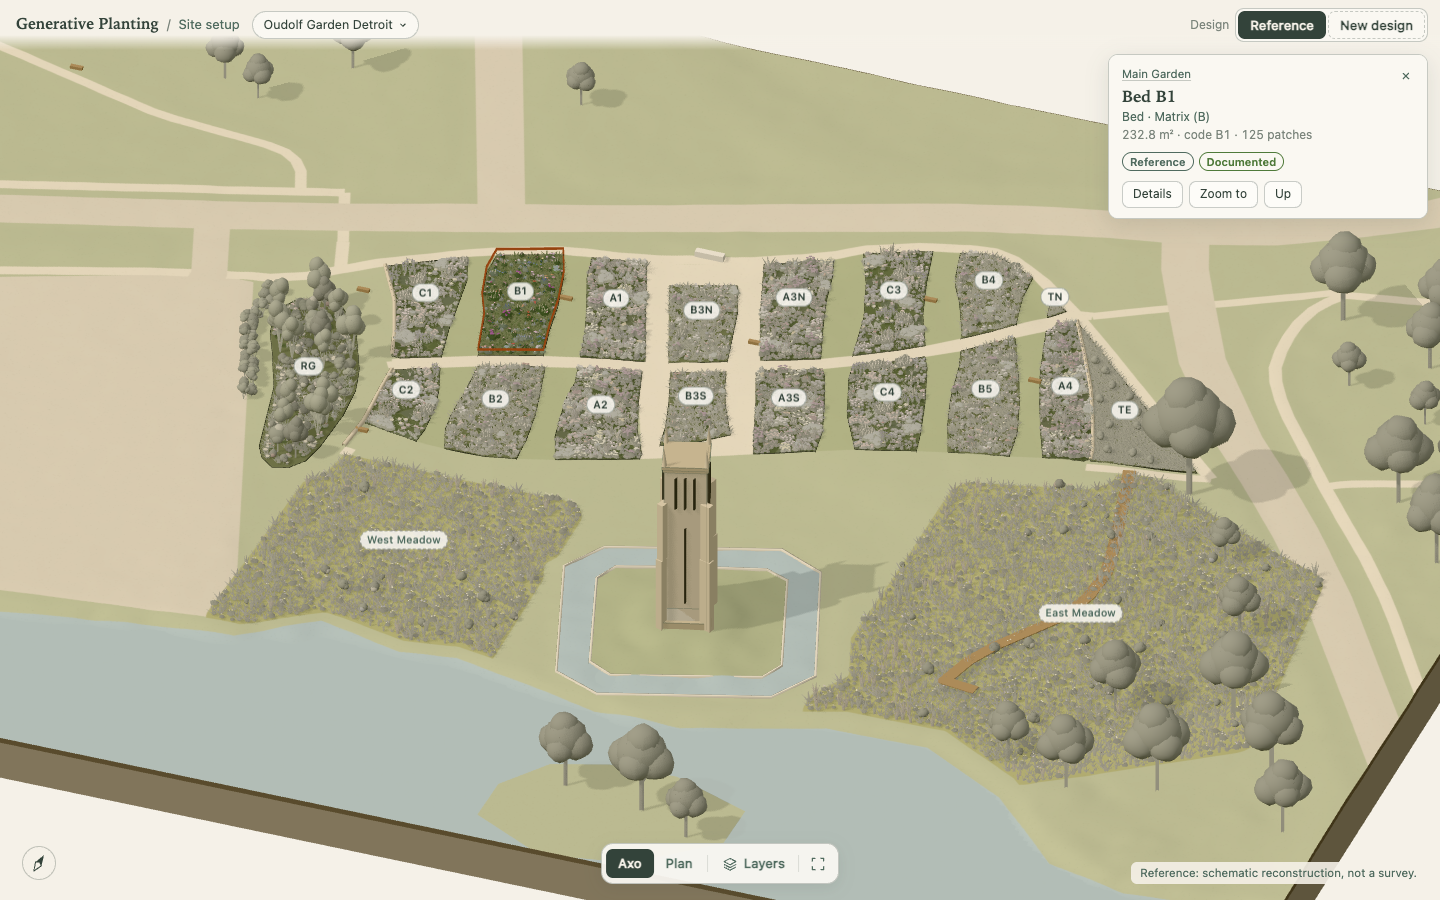 Generative Planting / Site setup
Oudolf Garden Detroit
Design
Reference
New design
Main Garden
×
Bed B1
Bed · Matrix (B)
232.8 m² · code B1 · 125 patches
Reference
Documented
Details
Zoom to
Up
C1
B1
A1
B3N
A3N
C3
B4
TN
RG
C2
B2
A2
B3S
A3S
C4
B5
A4
TE
West Meadow
East Meadow
Axo
Plan
Layers
Reference: schematic reconstruction, not a survey.